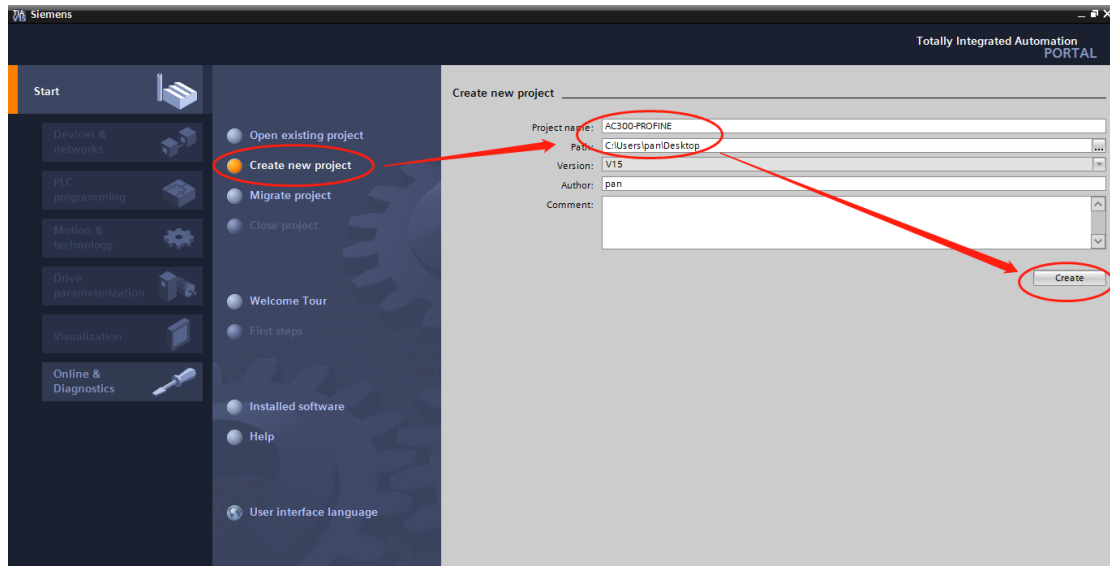 TIA
V15
Siemens
Totally Integrated Automation
PORTAL
Start
Devices &
networks
PLC
programming
Motion &
technology
Drive
parameterization
Visualization
Online &
Diagnostics
Open existing project
Create new project
Migrate project
Close project
Welcome Tour
First steps
Installed software
Help
User interface language
Create new project
Project name: AC300-PROFINE
Path: C:\Users\pan\Desktop
...
Version: V15
Author: pan
Comment:
Create